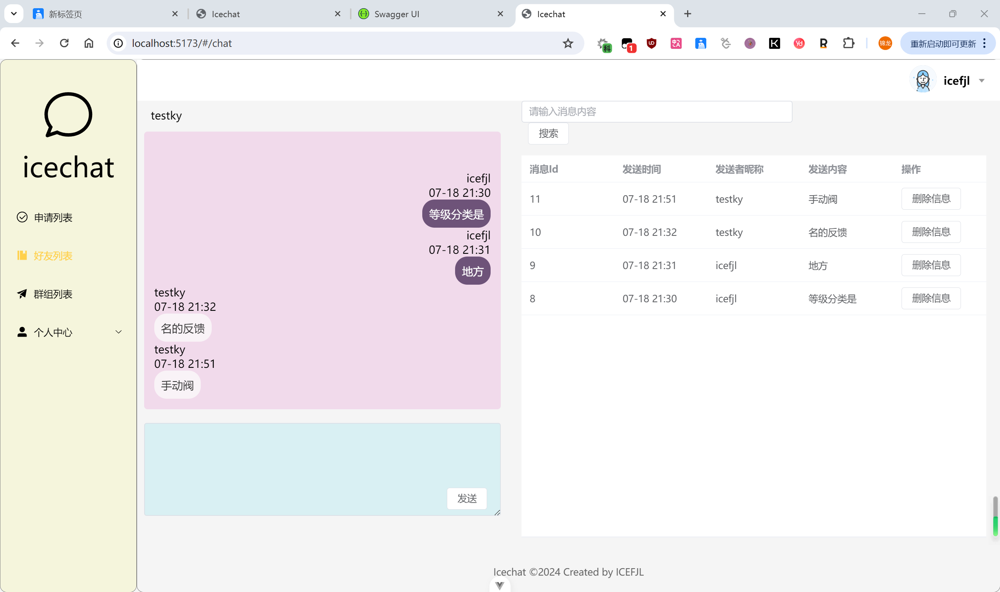 新标签页
Icechat
Swagger UI
Icechat
localhost:5173/#/chat
科
1
锦龙
重新启动即可更新
icechat
申请列表
好友列表
群组列表
个人中心
icefjl
testky
icefjl
07-18 21:30
等级分类是
icefjl
07-18 21:31
地方
testky
07-18 21:32
名的反馈
testky
07-18 21:51
手动阀
发送
请输入消息内容
搜索
消息Id 发送时间 发送者昵称 发送内容 操作
11 07-18 21:51 testky 手动阀 删除信息
10 07-18 21:32 testky 名的反馈 删除信息
9 07-18 21:31 icefjl 地方 删除信息
8 07-18 21:30 icefjl 等级分类是 删除信息
Icechat ©2024 Created by ICEFJL